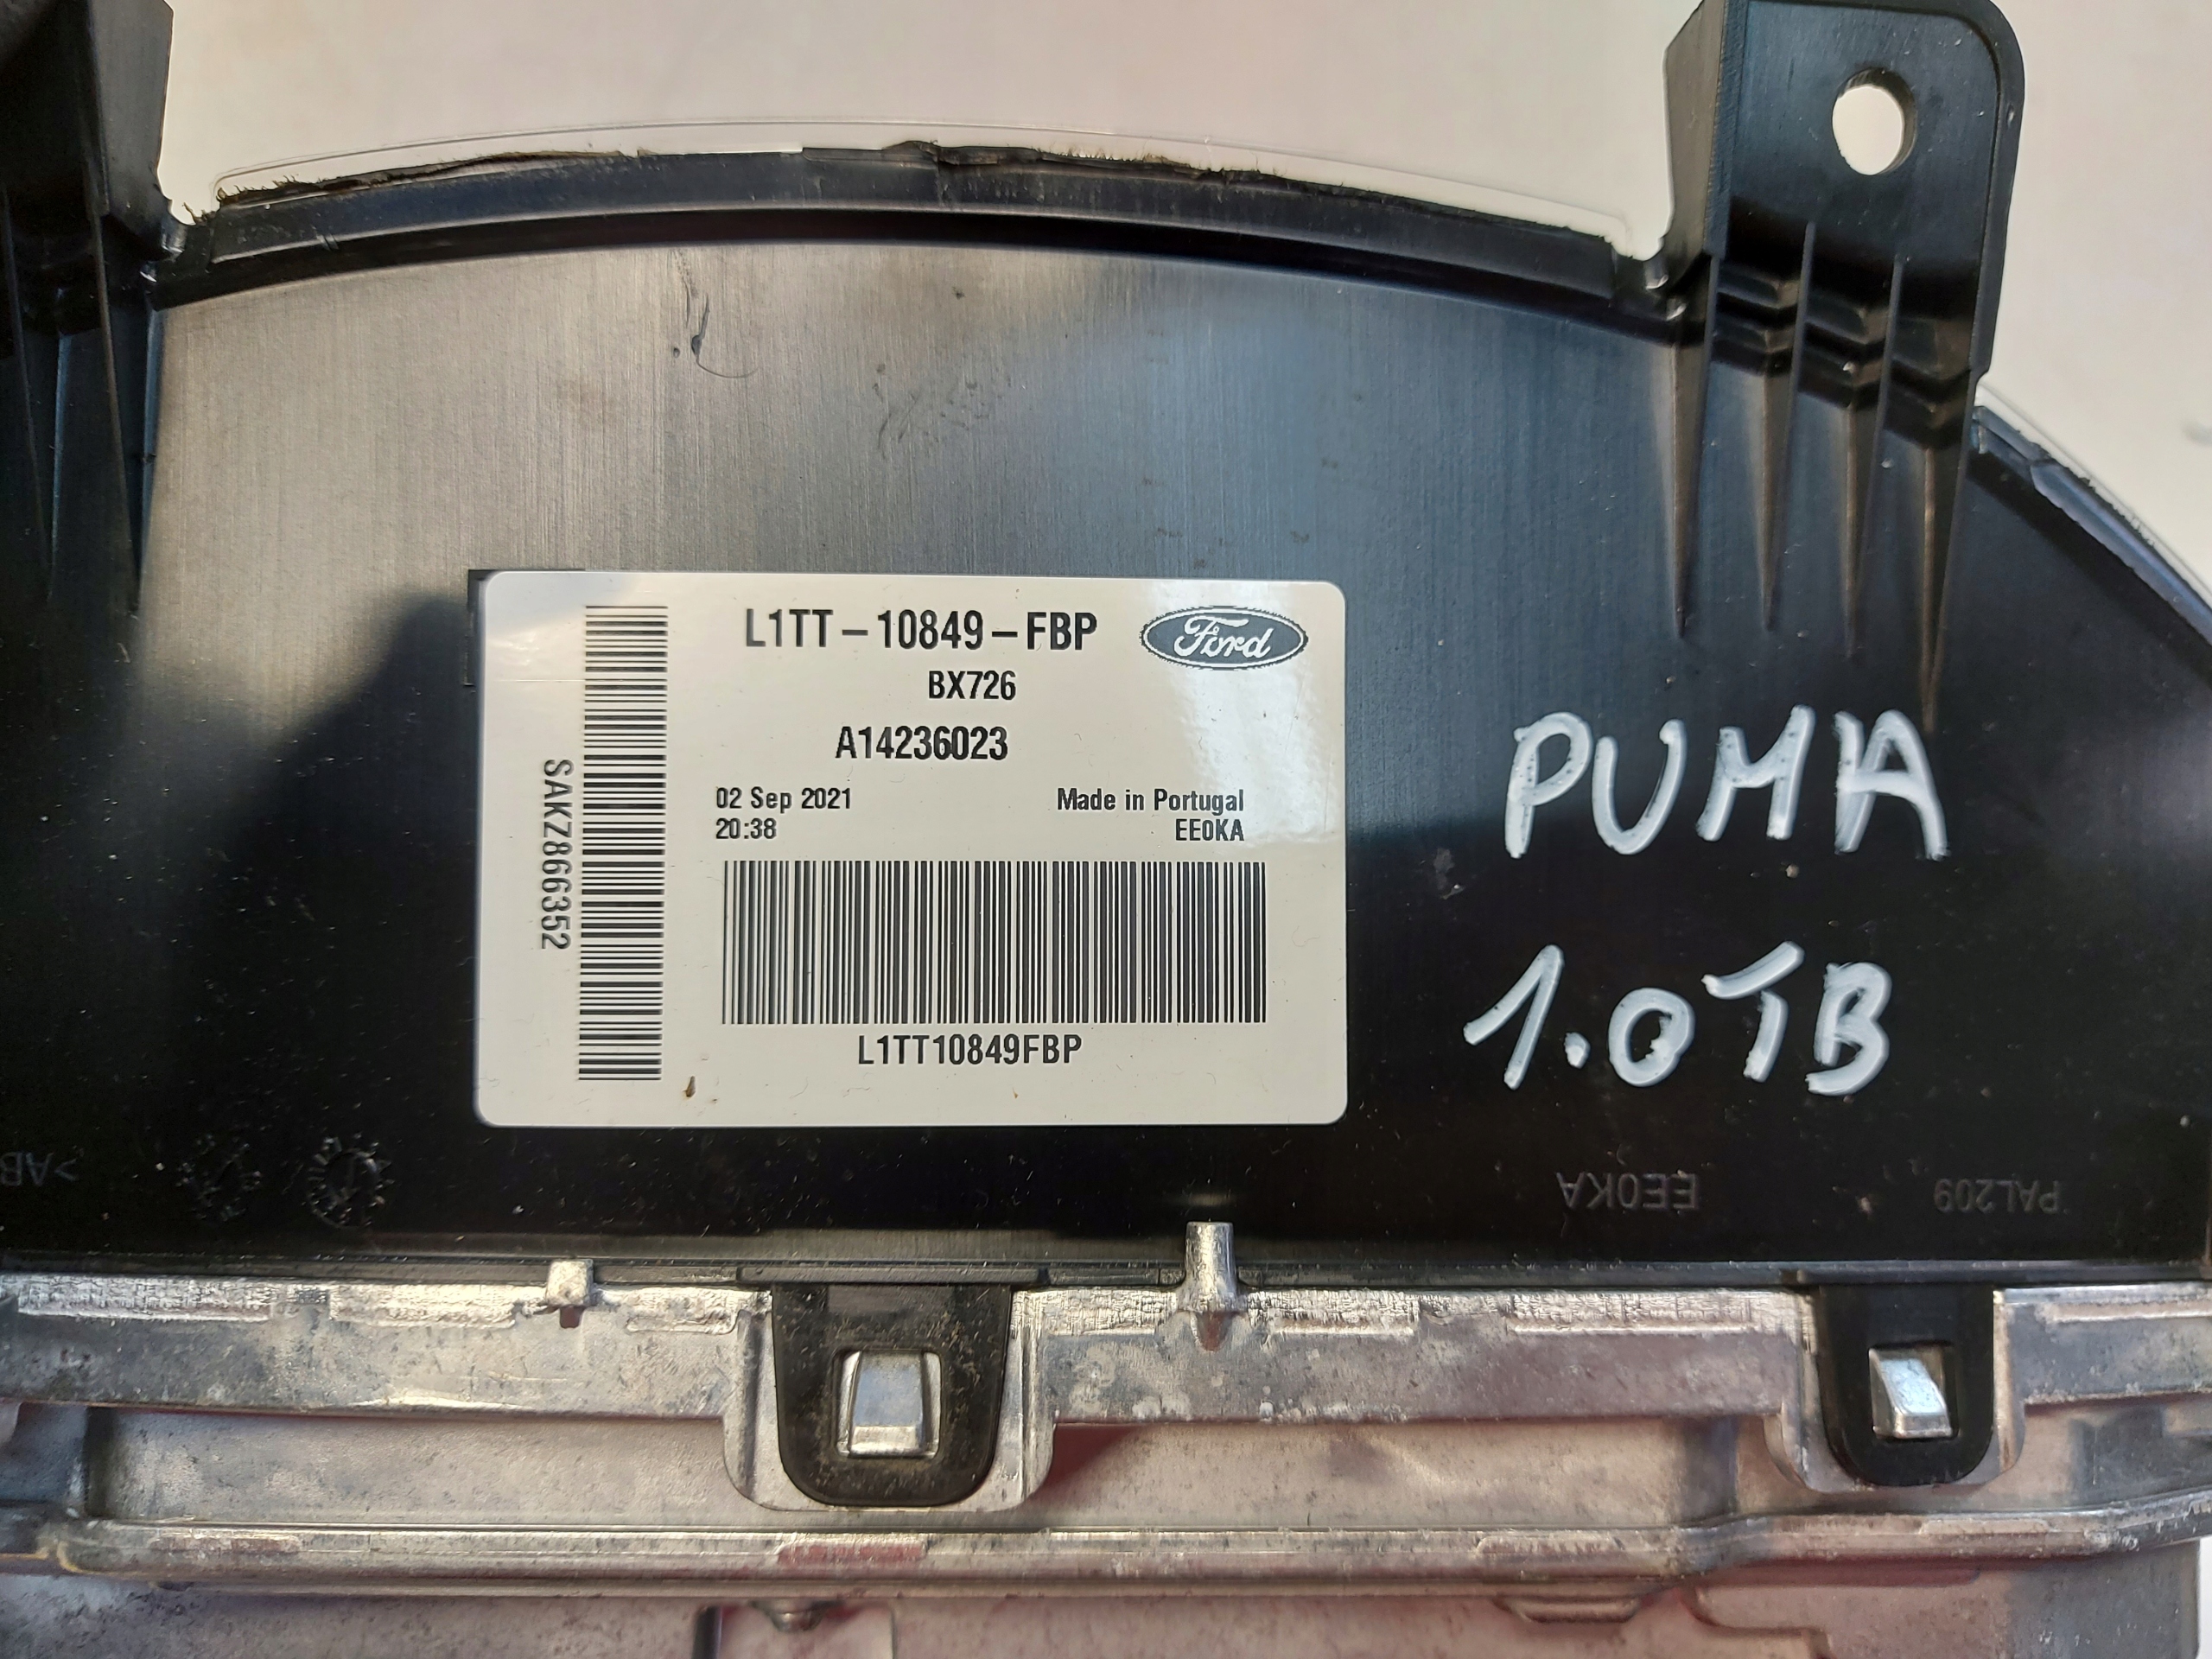 L1TT-10849-FBP
Ford
BX726
A14236023
02 Sep 2021
20:38
Made in Portugal
EE0KA
SAKZ866352
L1TT10849FBP
PUMA
1.0TB
>AB
EE0KA
PAL209